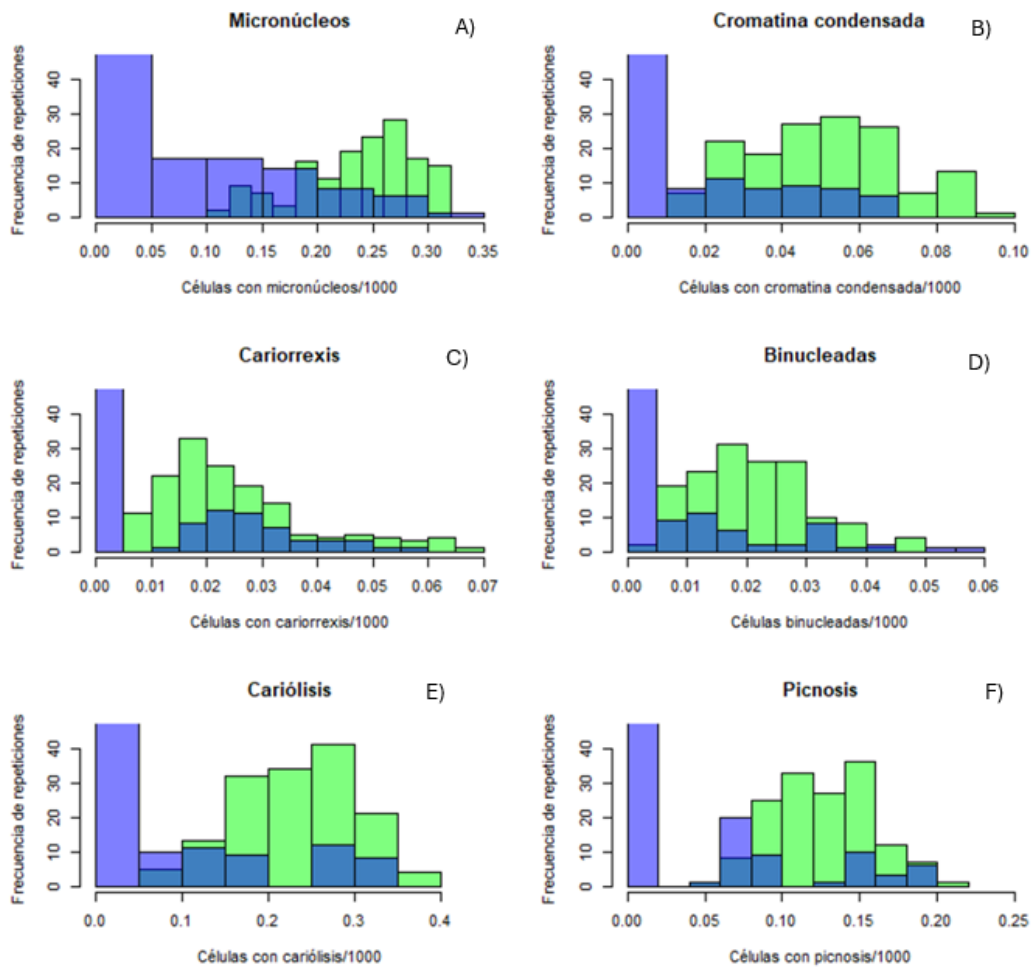 Micronúcleos
A)
Frecuencia de repeticiones
0 10 20 30 40
0.00 0.05 0.10 0.15 0.20 0.25 0.30 0.35
Células con micronúcleos/1000
Cromatina condensada
B)
Frecuencia de repeticiones
0 10 20 30 40
0.00 0.02 0.04 0.06 0.08 0.10
Células con cromatina condensada/1000
Cariorrexis
C)
Frecuencia de repeticiones
0 10 20 30 40
0.00 0.01 0.02 0.03 0.04 0.05 0.06 0.07
Células con cariorrexis/1000
Binucleadas
D)
Frecuencia de repeticiones
0 10 20 30 40
0.00 0.01 0.02 0.03 0.04 0.05 0.06
Células binucleadas/1000
Cariólisis
E)
Frecuencia de repeticiones
0 10 20 30 40
0.0 0.1 0.2 0.3 0.4
Células con cariólisis/1000
Picnosis
F)
Frecuencia de repeticiones
0 10 20 30 40
0.00 0.05 0.10 0.15 0.20 0.25
Células con picnosis/1000